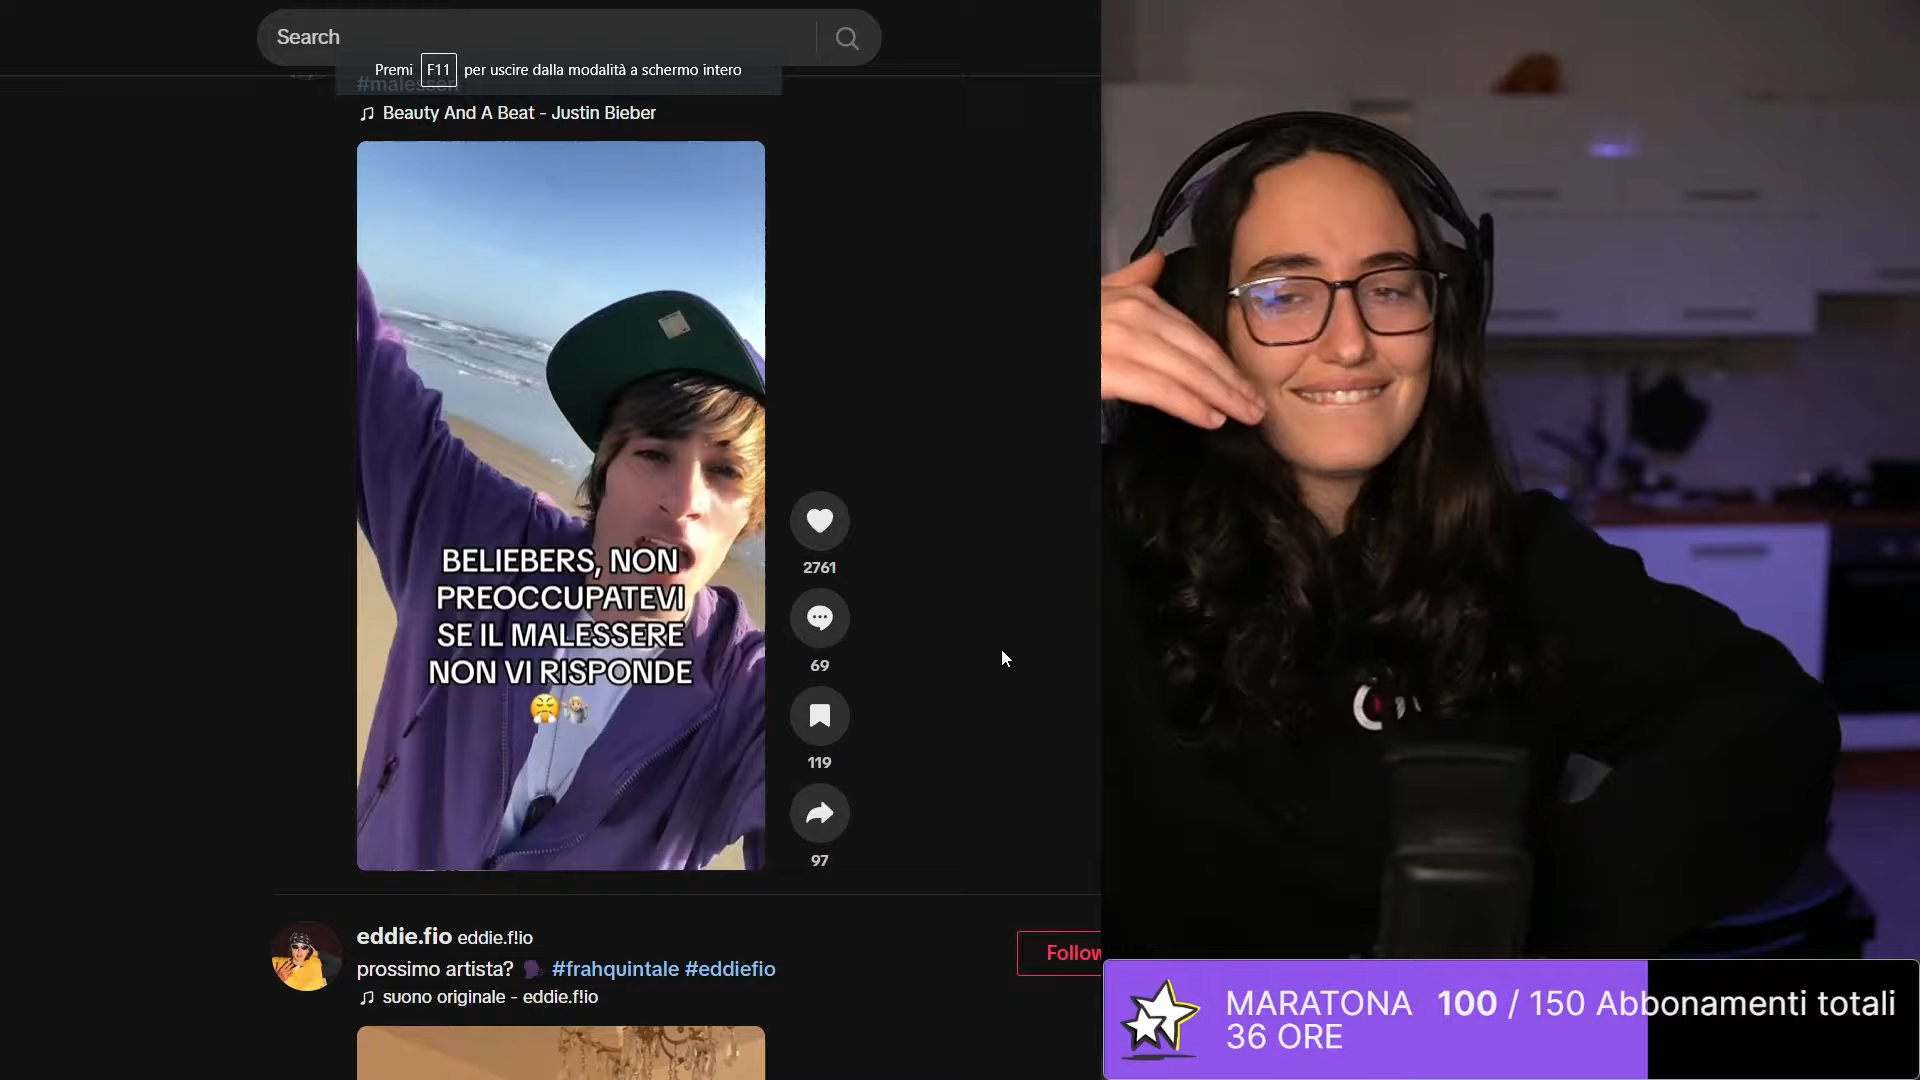 Search
Premi F11 per uscire dalla modalità a schermo intero
#malessere
Beauty And A Beat - Justin Bieber
BELIEBERS, NON
PREOCCUPATEVI
SE IL MALESSERE
NON VI RISPONDE
😤🤷🏼‍♂️
2761
69
119
97
eddie.fio eddie.f!io
prossimo artista? 🗣️ #frahquintale #eddiefio
suono originale - eddie.f!io
Follow
MARATONA
36 ORE
100 / 150 Abbonamenti totali